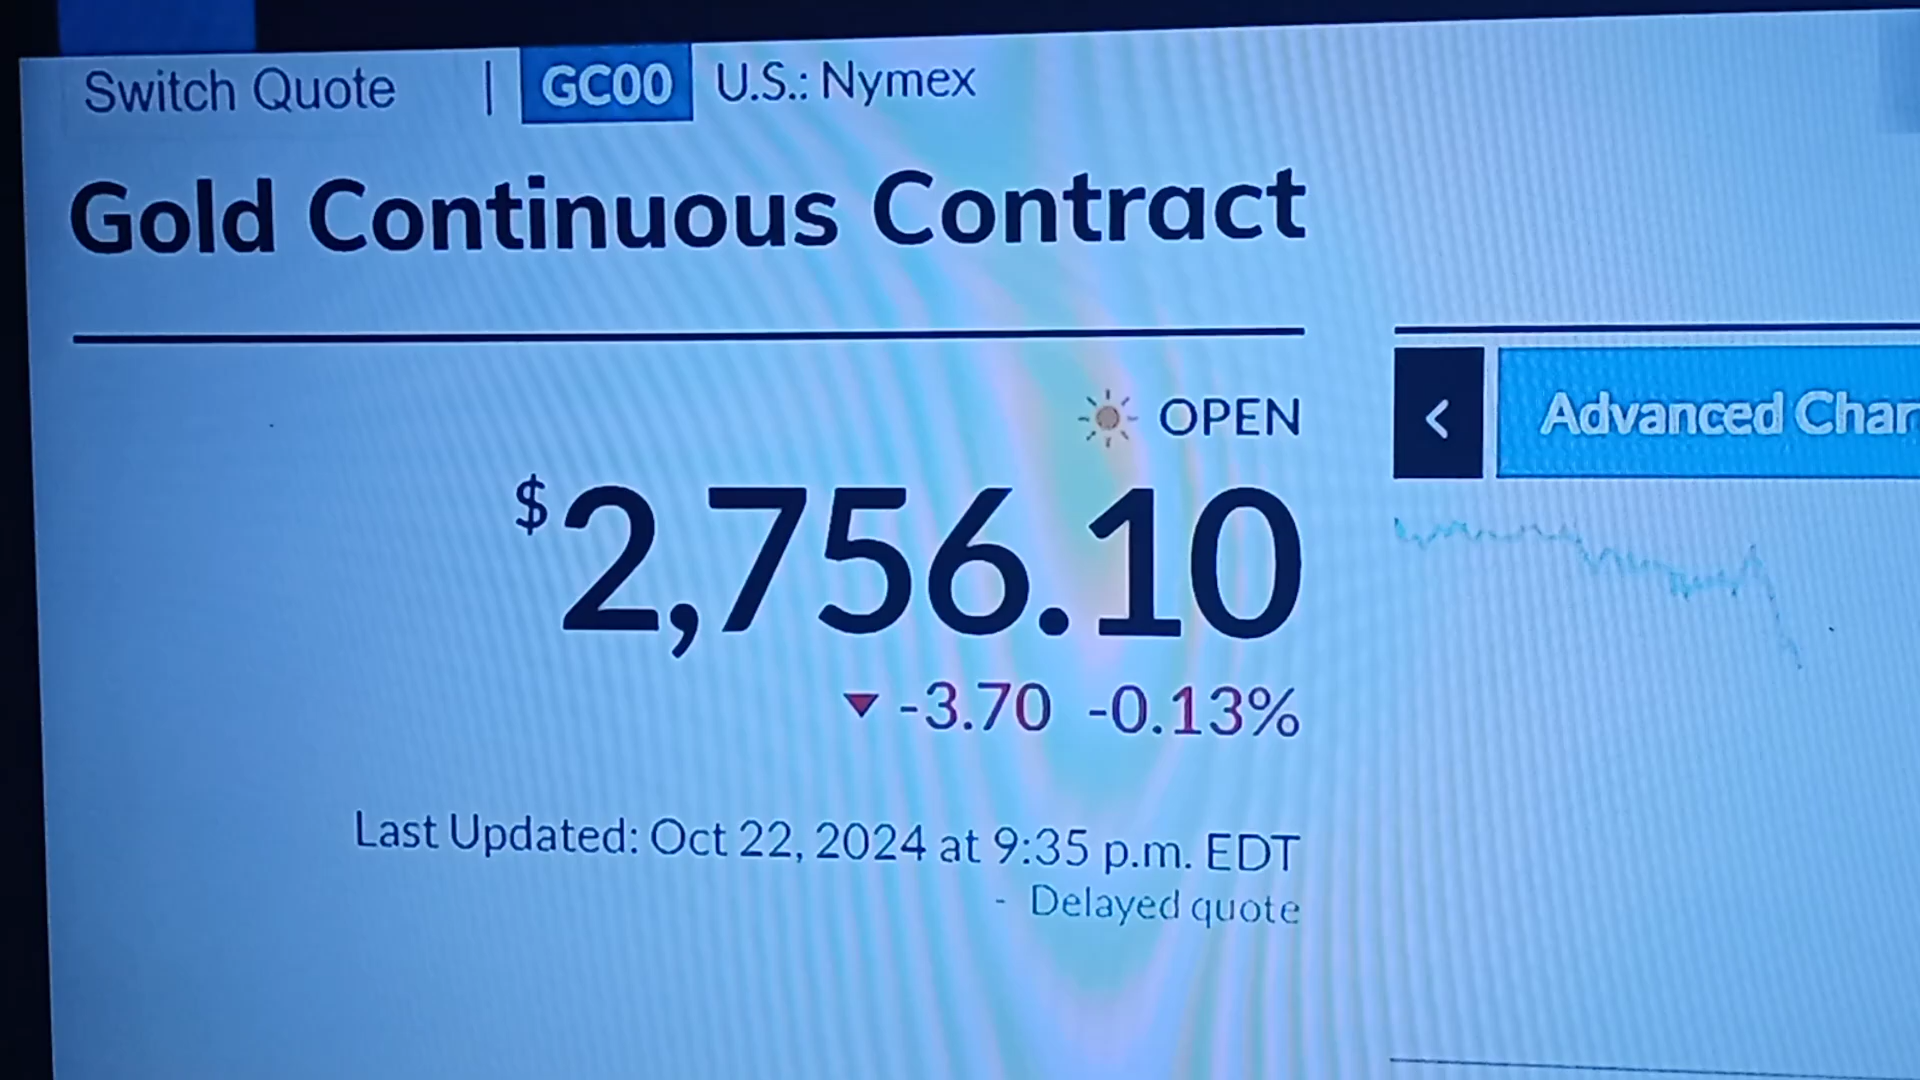 Switch Quote | GC00 U.S.: Nymex
Gold Continuous Contract
OPEN
$2,756.10
-3.70 -0.13%
Last Updated: Oct 22, 2024 at 9:35 p.m. EDT
- Delayed quote
< Advanced Char